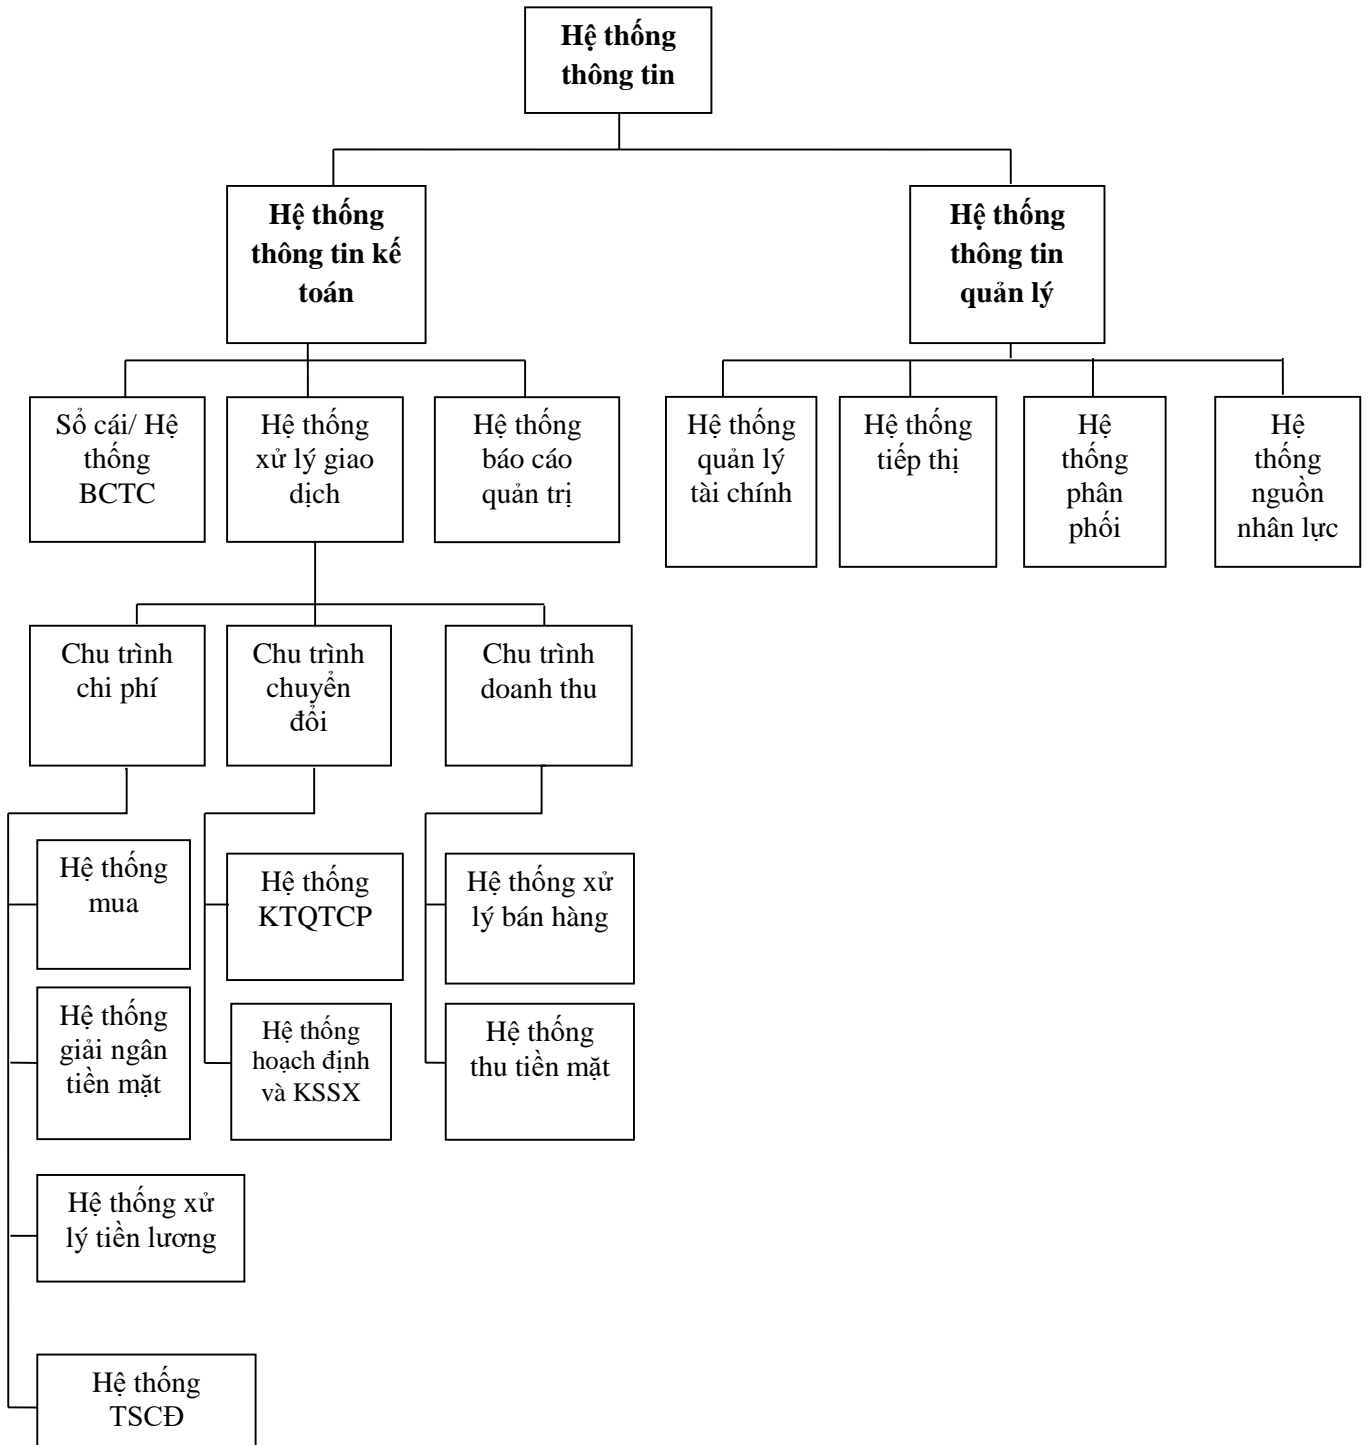 Hệ thống
thông tin
Hệ thống
thông tin kế
toán
Hệ thống
thông tin
quản lý
Sổ cái/ Hệ
thống
BCTC
Hệ thống
xử lý giao
dịch
Hệ thống
báo cáo
quản trị
Hệ thống
quản lý
tài chính
Hệ thống
tiếp thị
Hệ
thống
phân
phối
Hệ
thống
nguồn
nhân lực
Chu trình
chi phí
Chu trình
chuyển
đổi
Chu trình
doanh thu
Hệ thống
mua
Hệ thống
KTQTCP
Hệ thống xử
lý bán hàng
Hệ thống
giải ngân
tiền mặt
Hệ thống
hoạch định
và KSSX
Hệ thống
thu tiền mặt
Hệ thống xử
lý tiền lương
Hệ thống
TSCĐ